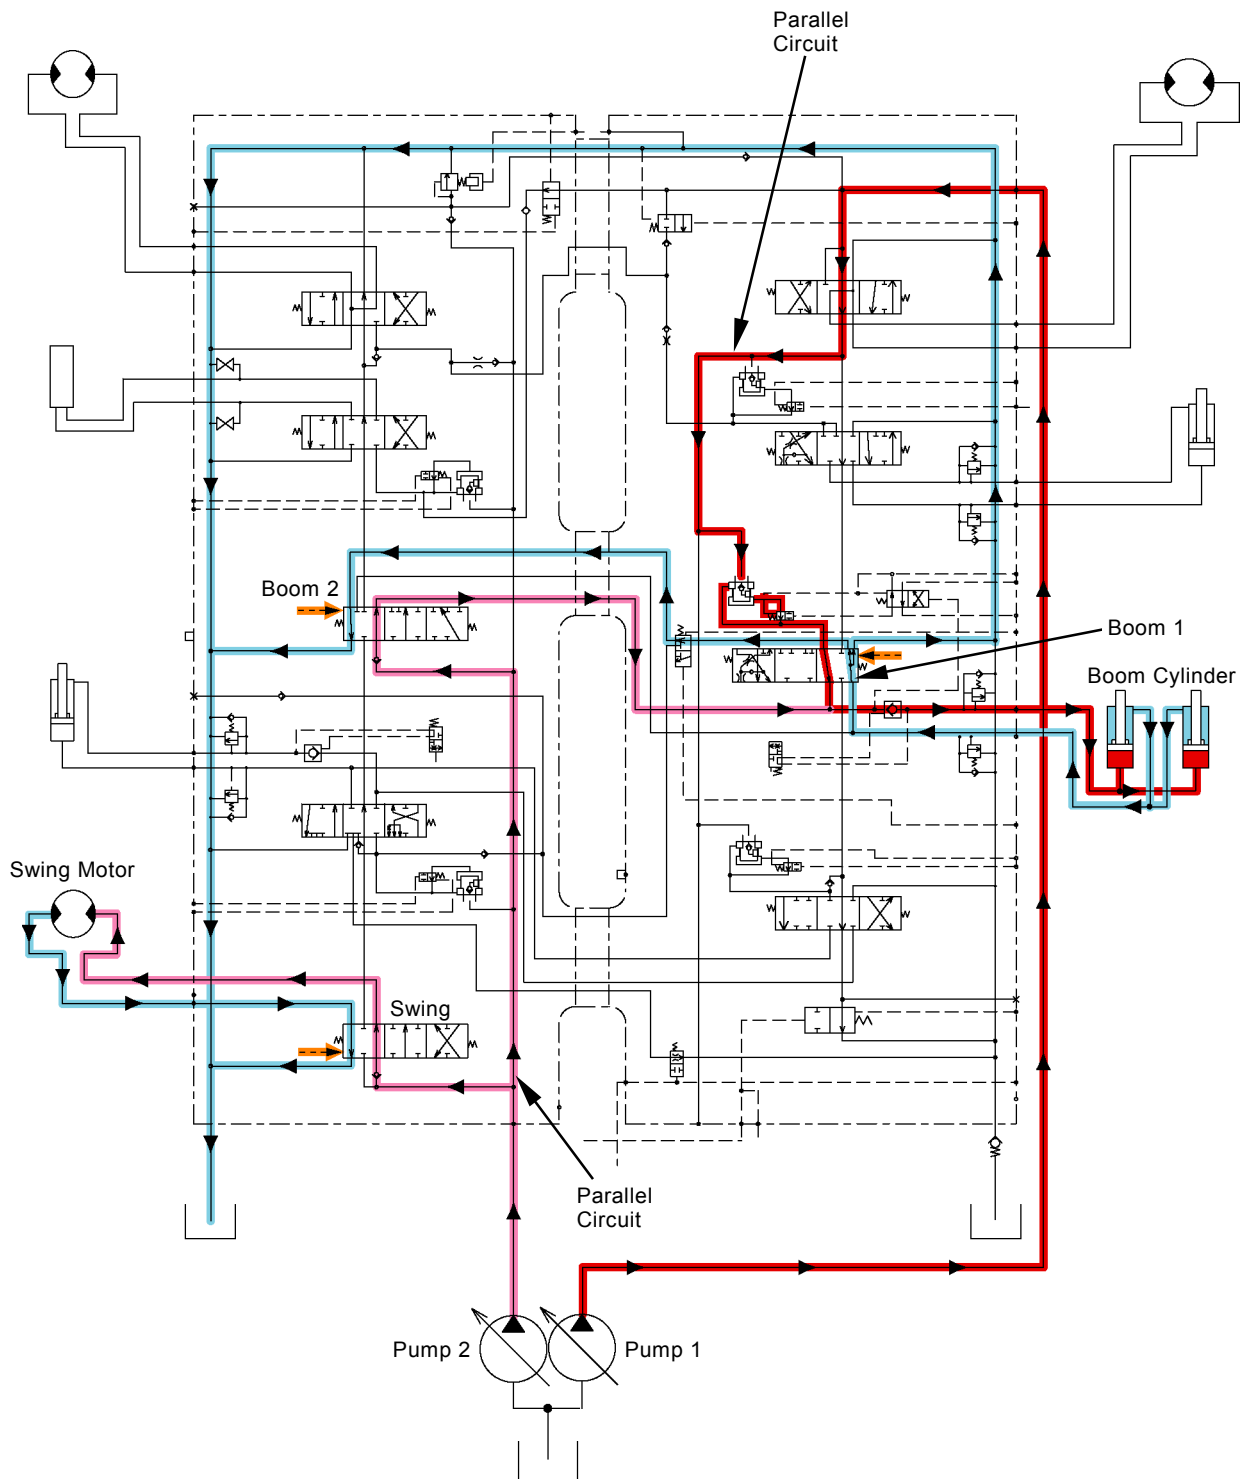 Parallel
Circuit
Boom 2
Boom 1
Boom Cylinder
Swing Motor
Swing
Parallel
Circuit
Pump 2
Pump 1